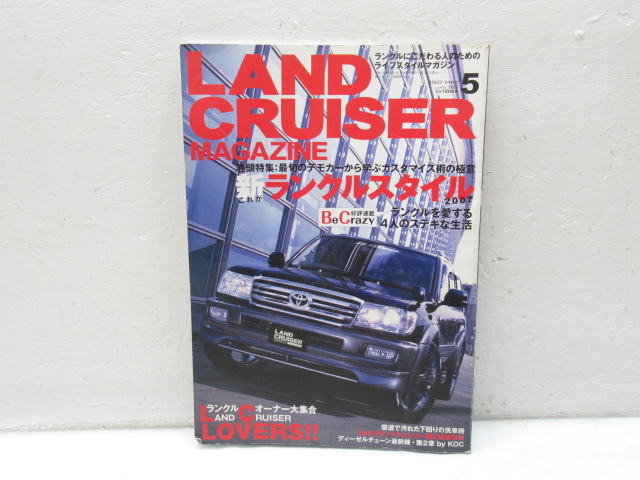 ランクルにこだわる人のための
ライフスタイルマガジン
LAND
CRUISER
MAGAZINE
2007 MAY
5
巻頭特集:最旬のデモカーから学ぶカスタマイズ術の極意
これが
新ランクルスタイル
2007
BeCrazy
好評連載
ランクルを愛する
4人のステキな生活
LAND
CRUISER
ランクルオーナー大集合
LAND CRUISER
LOVERS!!
雪道で汚れた下回りの洗車術
ディーゼルチューン最前線・第2章 by KOC